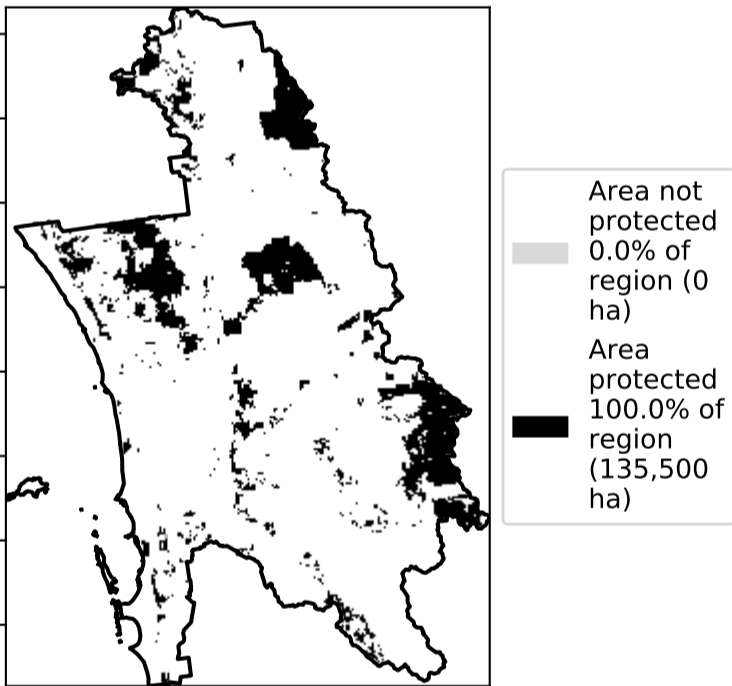 Area not
protected
0.0% of
region (0
ha)
Area
protected
100.0% of
region
(135,500
ha)